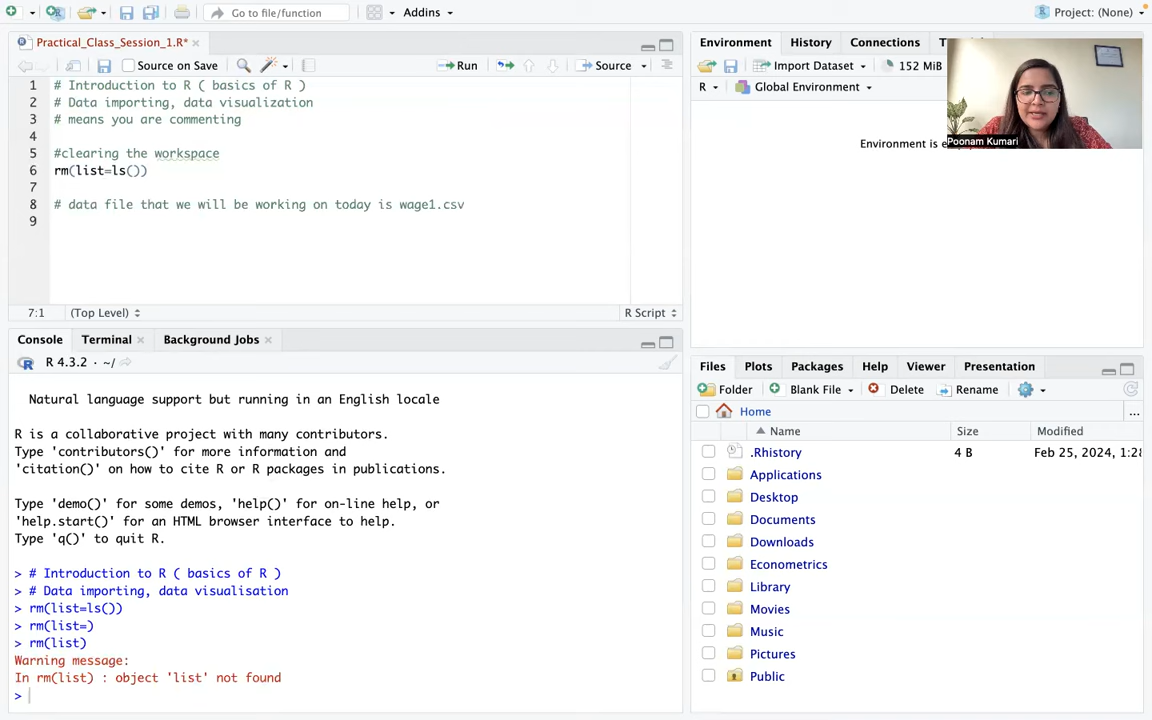 Go to file/function
Addins
Project: (None)
Practical_Class_Session_1.R*
Source on Save
Run
Source
1 # Introduction to R ( basics of R )
2 # Data importing, data visualization
3 # means you are commenting
4
5 #clearing the workspace
6 rm(list=ls())
7
8 # data file that we will be working on today is wage1.csv
9
7:1 (Top Level) R Script
Console Terminal Background Jobs
R 4.3.2 · ~/
Natural language support but running in an English locale
R is a collaborative project with many contributors.
Type 'contributors()' for more information and
'citation()' on how to cite R or R packages in publications.
Type 'demo()' for some demos, 'help()' for on-line help, or
'help.start()' for an HTML browser interface to help.
Type 'q()' to quit R.
> # Introduction to R ( basics of R )
> # Data importing, data visualisation
> rm(list=ls())
> rm(list=)
> rm(list)
Warning message:
In rm(list) : object 'list' not found
>
Environment History Connections
Import Dataset 152 MiB
R Global Environment
Environment is
Poonam Kumari
Files Plots Packages Help Viewer Presentation
Folder Blank File Delete Rename
Home ...
Name Size Modified
.Rhistory 4 B Feb 25, 2024, 1:28
Applications
Desktop
Documents
Downloads
Econometrics
Library
Movies
Music
Pictures
Public